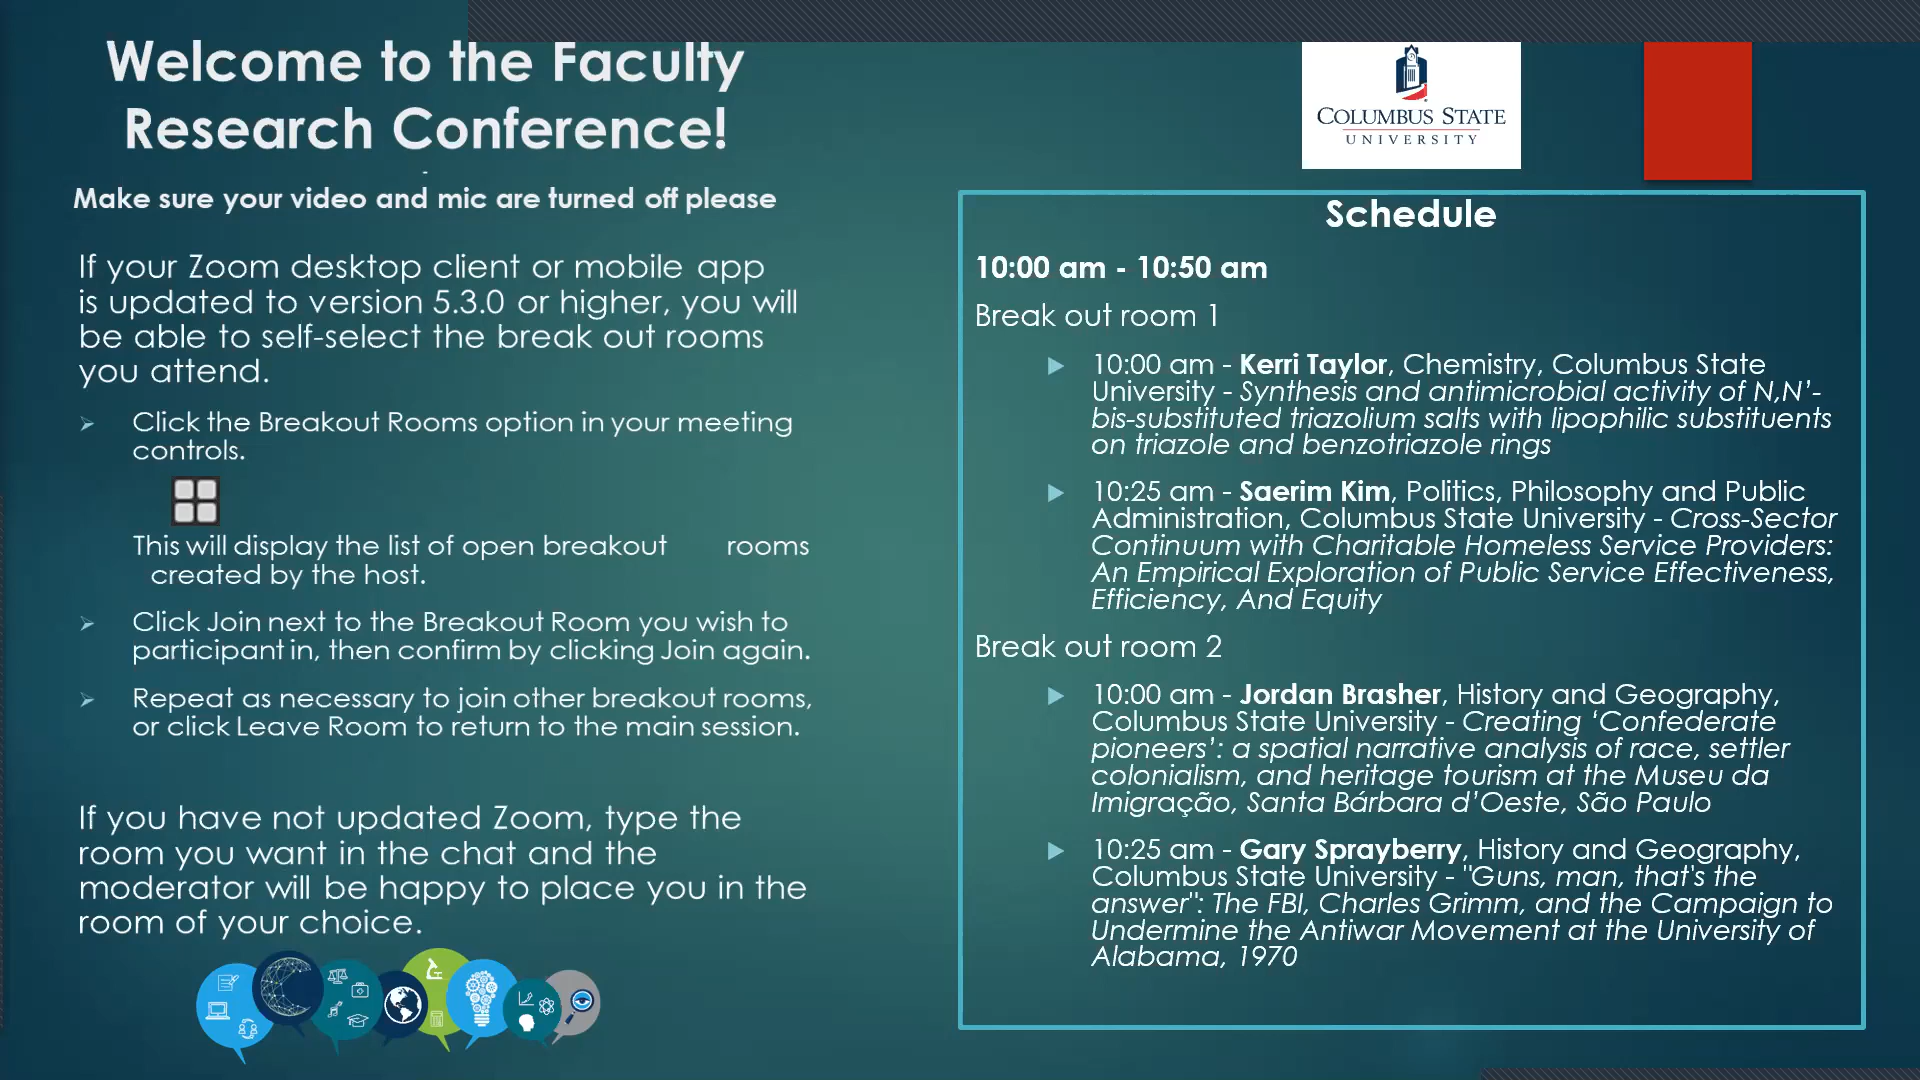 Welcome to the Faculty
Research Conference!
-
Make sure your video and mic are turned off please
If your Zoom desktop client or mobile app
is updated to version 5.3.0 or higher, you will
be able to self-select the break out rooms
you attend.
Click the Breakout Rooms option in your meeting
controls.
This will display the list of open breakout rooms
created by the host.
Click Join next to the Breakout Room you wish to
participant in, then confirm by clicking Join again.
Repeat as necessary to join other breakout rooms,
or click Leave Room to return to the main session.
If you have not updated Zoom, type the
room you want in the chat and the
moderator will be happy to place you in the
room of your choice.
COLUMBUS STATE
UNIVERSITY
Schedule
10:00 am - 10:50 am
Break out room 1
10:00 am - Kerri Taylor, Chemistry, Columbus State
University - Synthesis and antimicrobial activity of N,N’-
bis-substituted triazolium salts with lipophilic substituents
on triazole and benzotriazole rings
10:25 am - Saerim Kim, Politics, Philosophy and Public
Administration, Columbus State University - Cross-Sector
Continuum with Charitable Homeless Service Providers:
An Empirical Exploration of Public Service Effectiveness,
Efficiency, And Equity
Break out room 2
10:00 am - Jordan Brasher, History and Geography,
Columbus State University - Creating ‘Confederate
pioneers’: a spatial narrative analysis of race, settler
colonialism, and heritage tourism at the Museu da
Imigração, Santa Bárbara d’Oeste, São Paulo
10:25 am - Gary Sprayberry, History and Geography,
Columbus State University - "Guns, man, that's the
answer": The FBI, Charles Grimm, and the Campaign to
Undermine the Antiwar Movement at the University of
Alabama, 1970